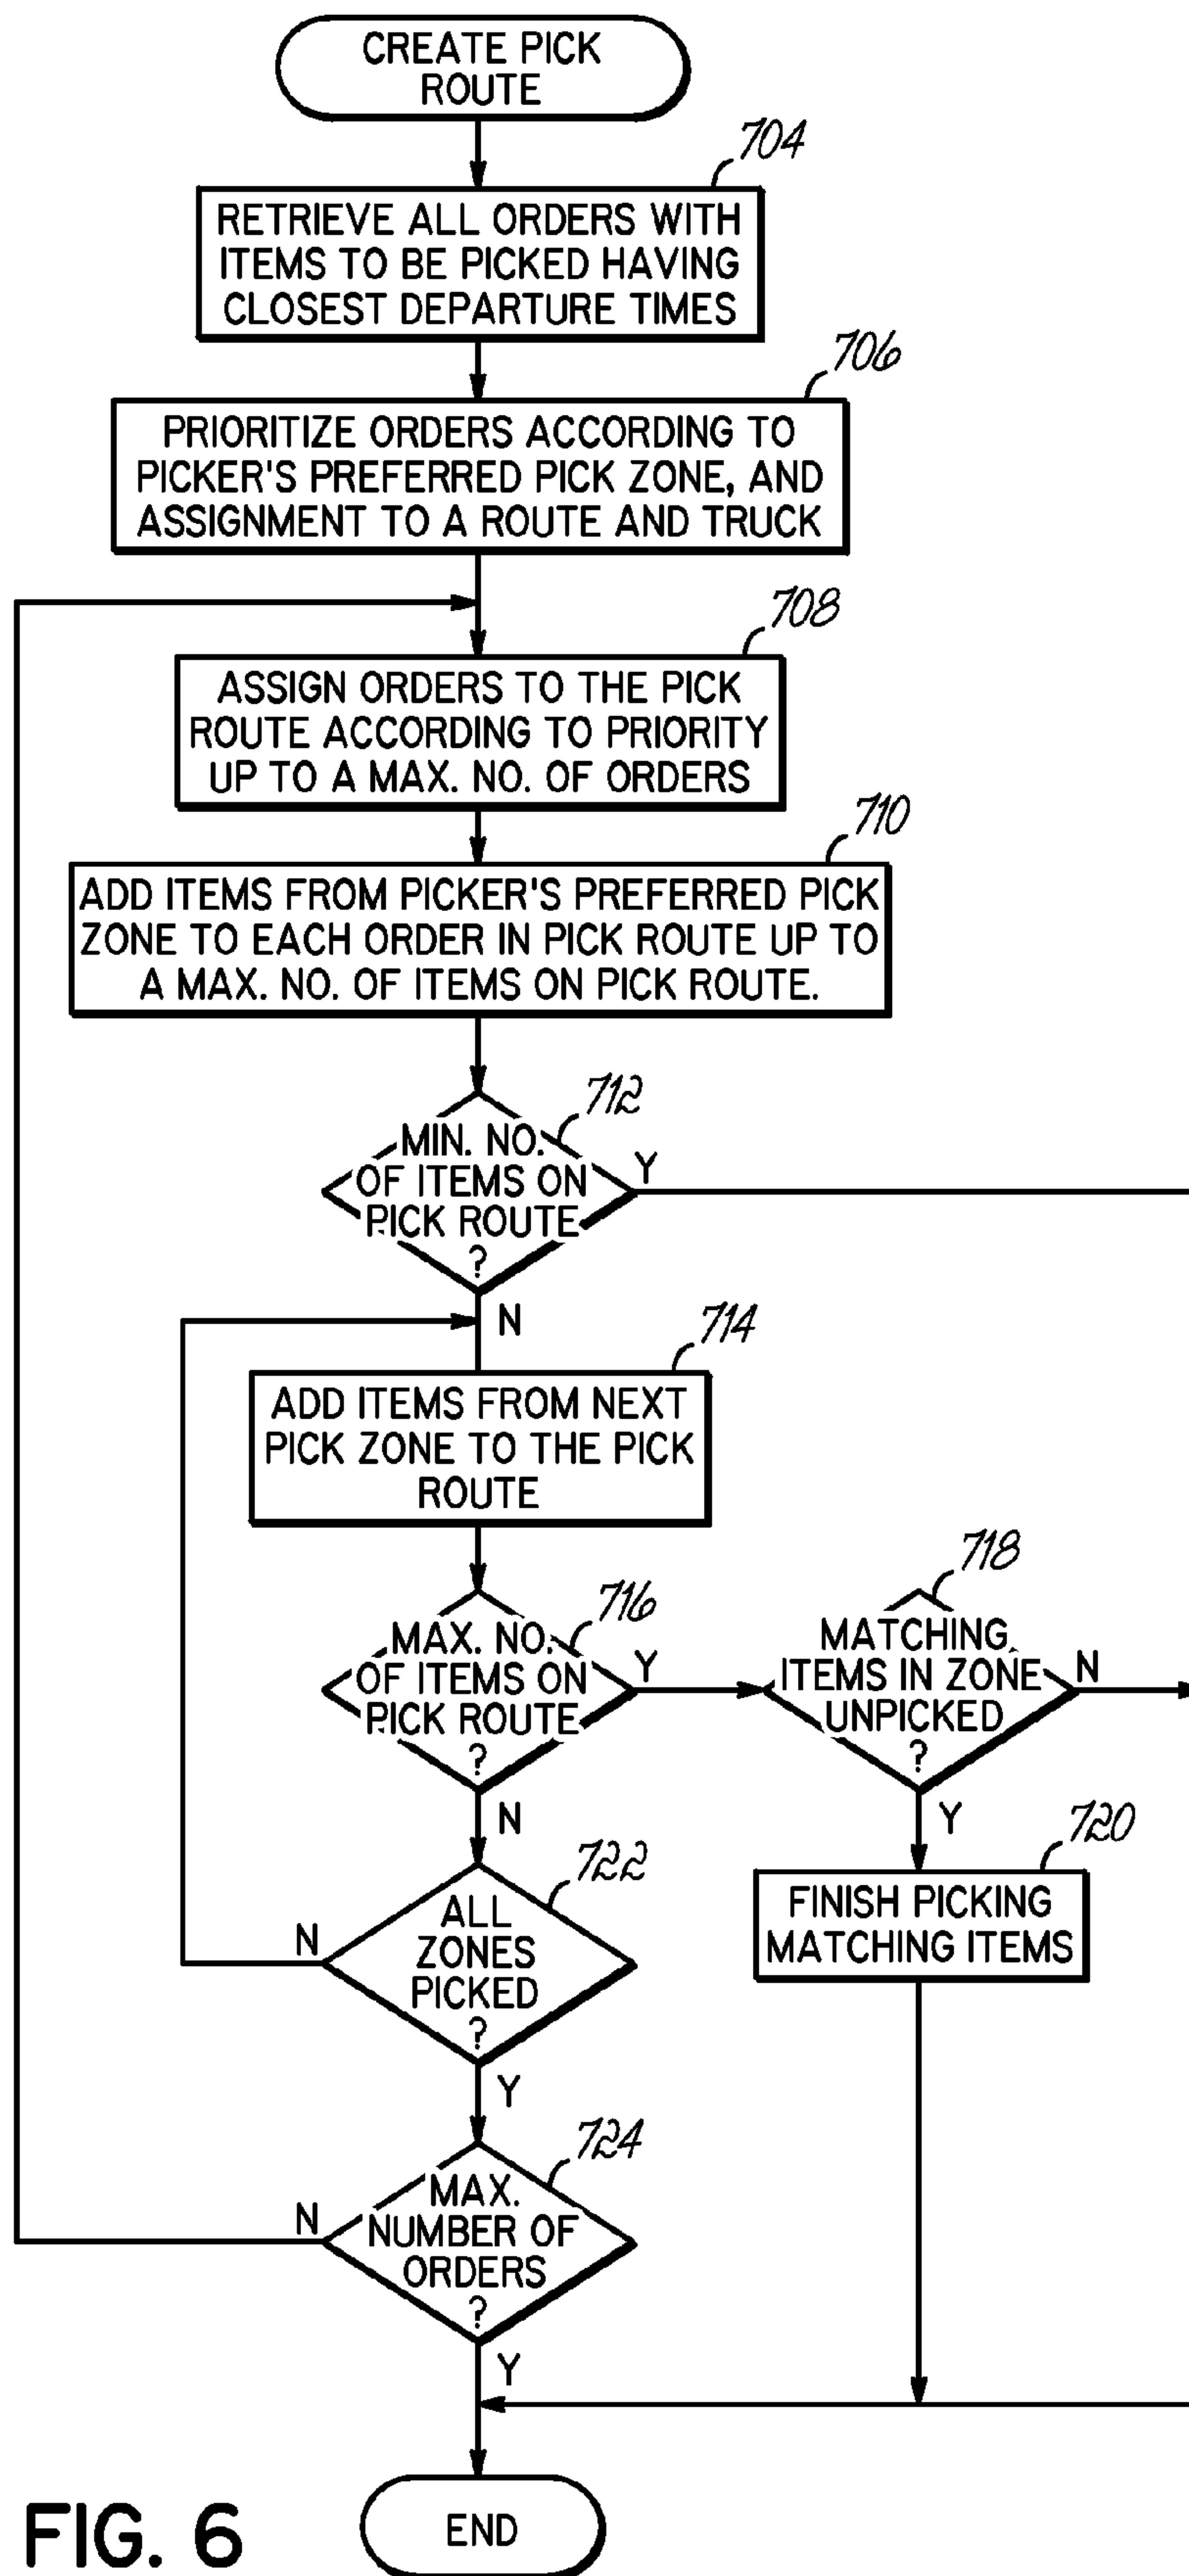 CREATE PICK
ROUTE
704
RETRIEVE ALL ORDERS WITH
ITEMS TO BE PICKED HAVING
CLOSEST DEPARTURE TIMES
706
PRIORITIZE ORDERS ACCORDING TO
PICKER'S PREFERRED PICK ZONE, AND
ASSIGNMENT TO A ROUTE AND TRUCK
708
ASSIGN ORDERS TO THE PICK
ROUTE ACCORDING TO PRIORITY
UP TO A MAX. NO. OF ORDERS
710
ADD ITEMS FROM PICKER'S PREFERRED PICK
ZONE TO EACH ORDER IN PICK ROUTE UP TO
A MAX. NO. OF ITEMS ON PICK ROUTE.
712
MIN. NO.
OF ITEMS ON
PICK ROUTE
?
Y
N
714
ADD ITEMS FROM NEXT
PICK ZONE TO THE PICK
ROUTE
716
MAX. NO.
OF ITEMS ON
PICK ROUTE
?
Y
N
718
MATCHING
ITEMS IN ZONE
UNPICKED
?
N
Y
720
FINISH PICKING
MATCHING ITEMS
722
ALL
ZONES
PICKED
?
N
Y
724
MAX.
NUMBER OF
ORDERS
?
N
Y
END
FIG. 6